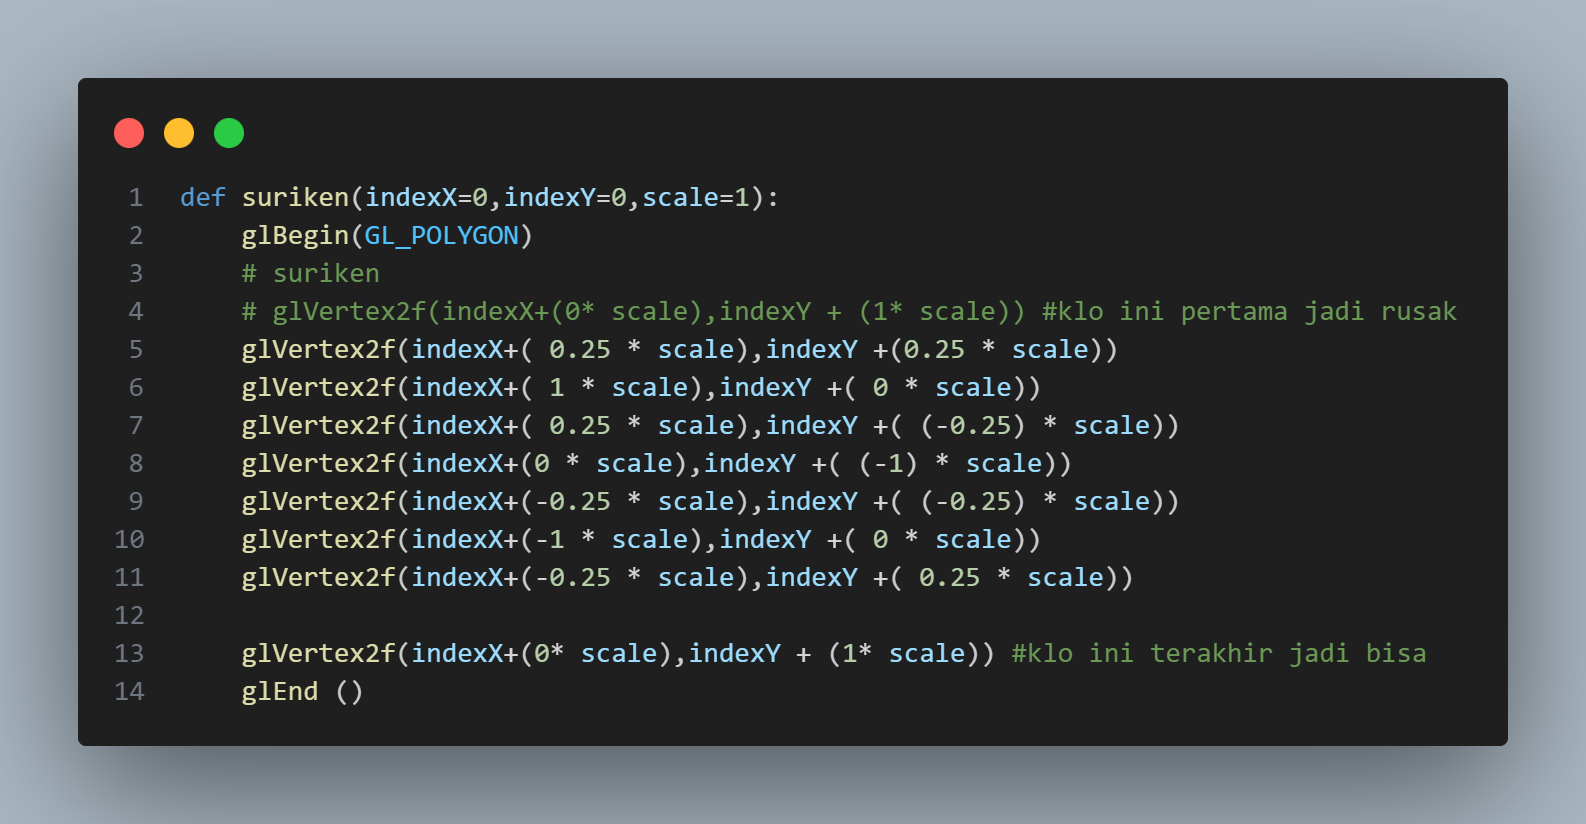 1 def suriken(indexX=0,indexY=0,scale=1):
2     glBegin(GL_POLYGON)
3     # suriken
4     # glVertex2f(indexX+(0* scale),indexY + (1* scale)) #klo ini pertama jadi rusak
5     glVertex2f(indexX+( 0.25 * scale),indexY +(0.25 * scale))
6     glVertex2f(indexX+( 1 * scale),indexY +( 0 * scale))
7     glVertex2f(indexX+( 0.25 * scale),indexY +( (-0.25) * scale))
8     glVertex2f(indexX+(0 * scale),indexY +( (-1) * scale))
9     glVertex2f(indexX+(-0.25 * scale),indexY +( (-0.25) * scale))
10     glVertex2f(indexX+(-1 * scale),indexY +( 0 * scale))
11     glVertex2f(indexX+(-0.25 * scale),indexY +( 0.25 * scale))
12
13     glVertex2f(indexX+(0* scale),indexY + (1* scale)) #klo ini terakhir jadi bisa
14     glEnd ()